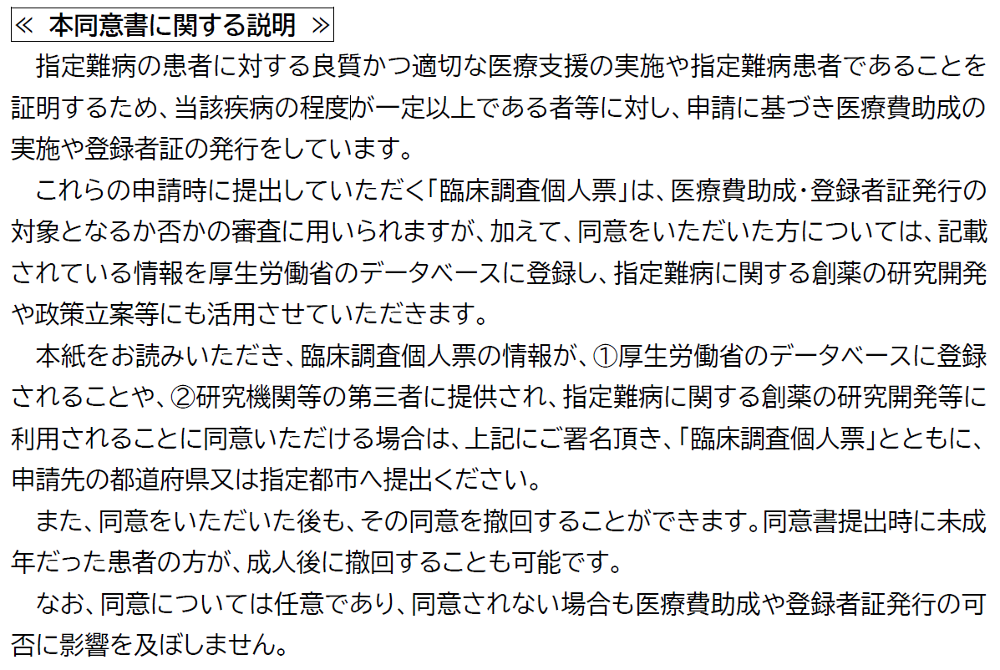 ≪ 本同意書に関する説明 ≫
指定難病の患者に対する良質かつ適切な医療支援の実施や指定難病患者であることを
証明するため、当該疾病の程度が一定以上である者等に対し、申請に基づき医療費助成の
実施や登録者証の発行をしています。
これらの申請時に提出していただく「臨床調査個人票」は、医療費助成・登録者証発行の
対象となるか否かの審査に用いられますが、加えて、同意をいただいた方については、記載
されている情報を厚生労働省のデータベースに登録し、指定難病に関する創薬の研究開発
や政策立案等にも活用させていただきます。
本紙をお読みいただき、臨床調査個人票の情報が、①厚生労働省のデータベースに登録
されることや、②研究機関等の第三者に提供され、指定難病に関する創薬の研究開発等に
利用されることに同意いただける場合は、上記にご署名頂き、「臨床調査個人票」とともに、
申請先の都道府県又は指定都市へ提出ください。
また、同意をいただいた後も、その同意を撤回することができます。同意書提出時に未成
年だった患者の方が、成人後に撤回することも可能です。
なお、同意については任意であり、同意されない場合も医療費助成や登録者証発行の可
否に影響を及ぼしません。